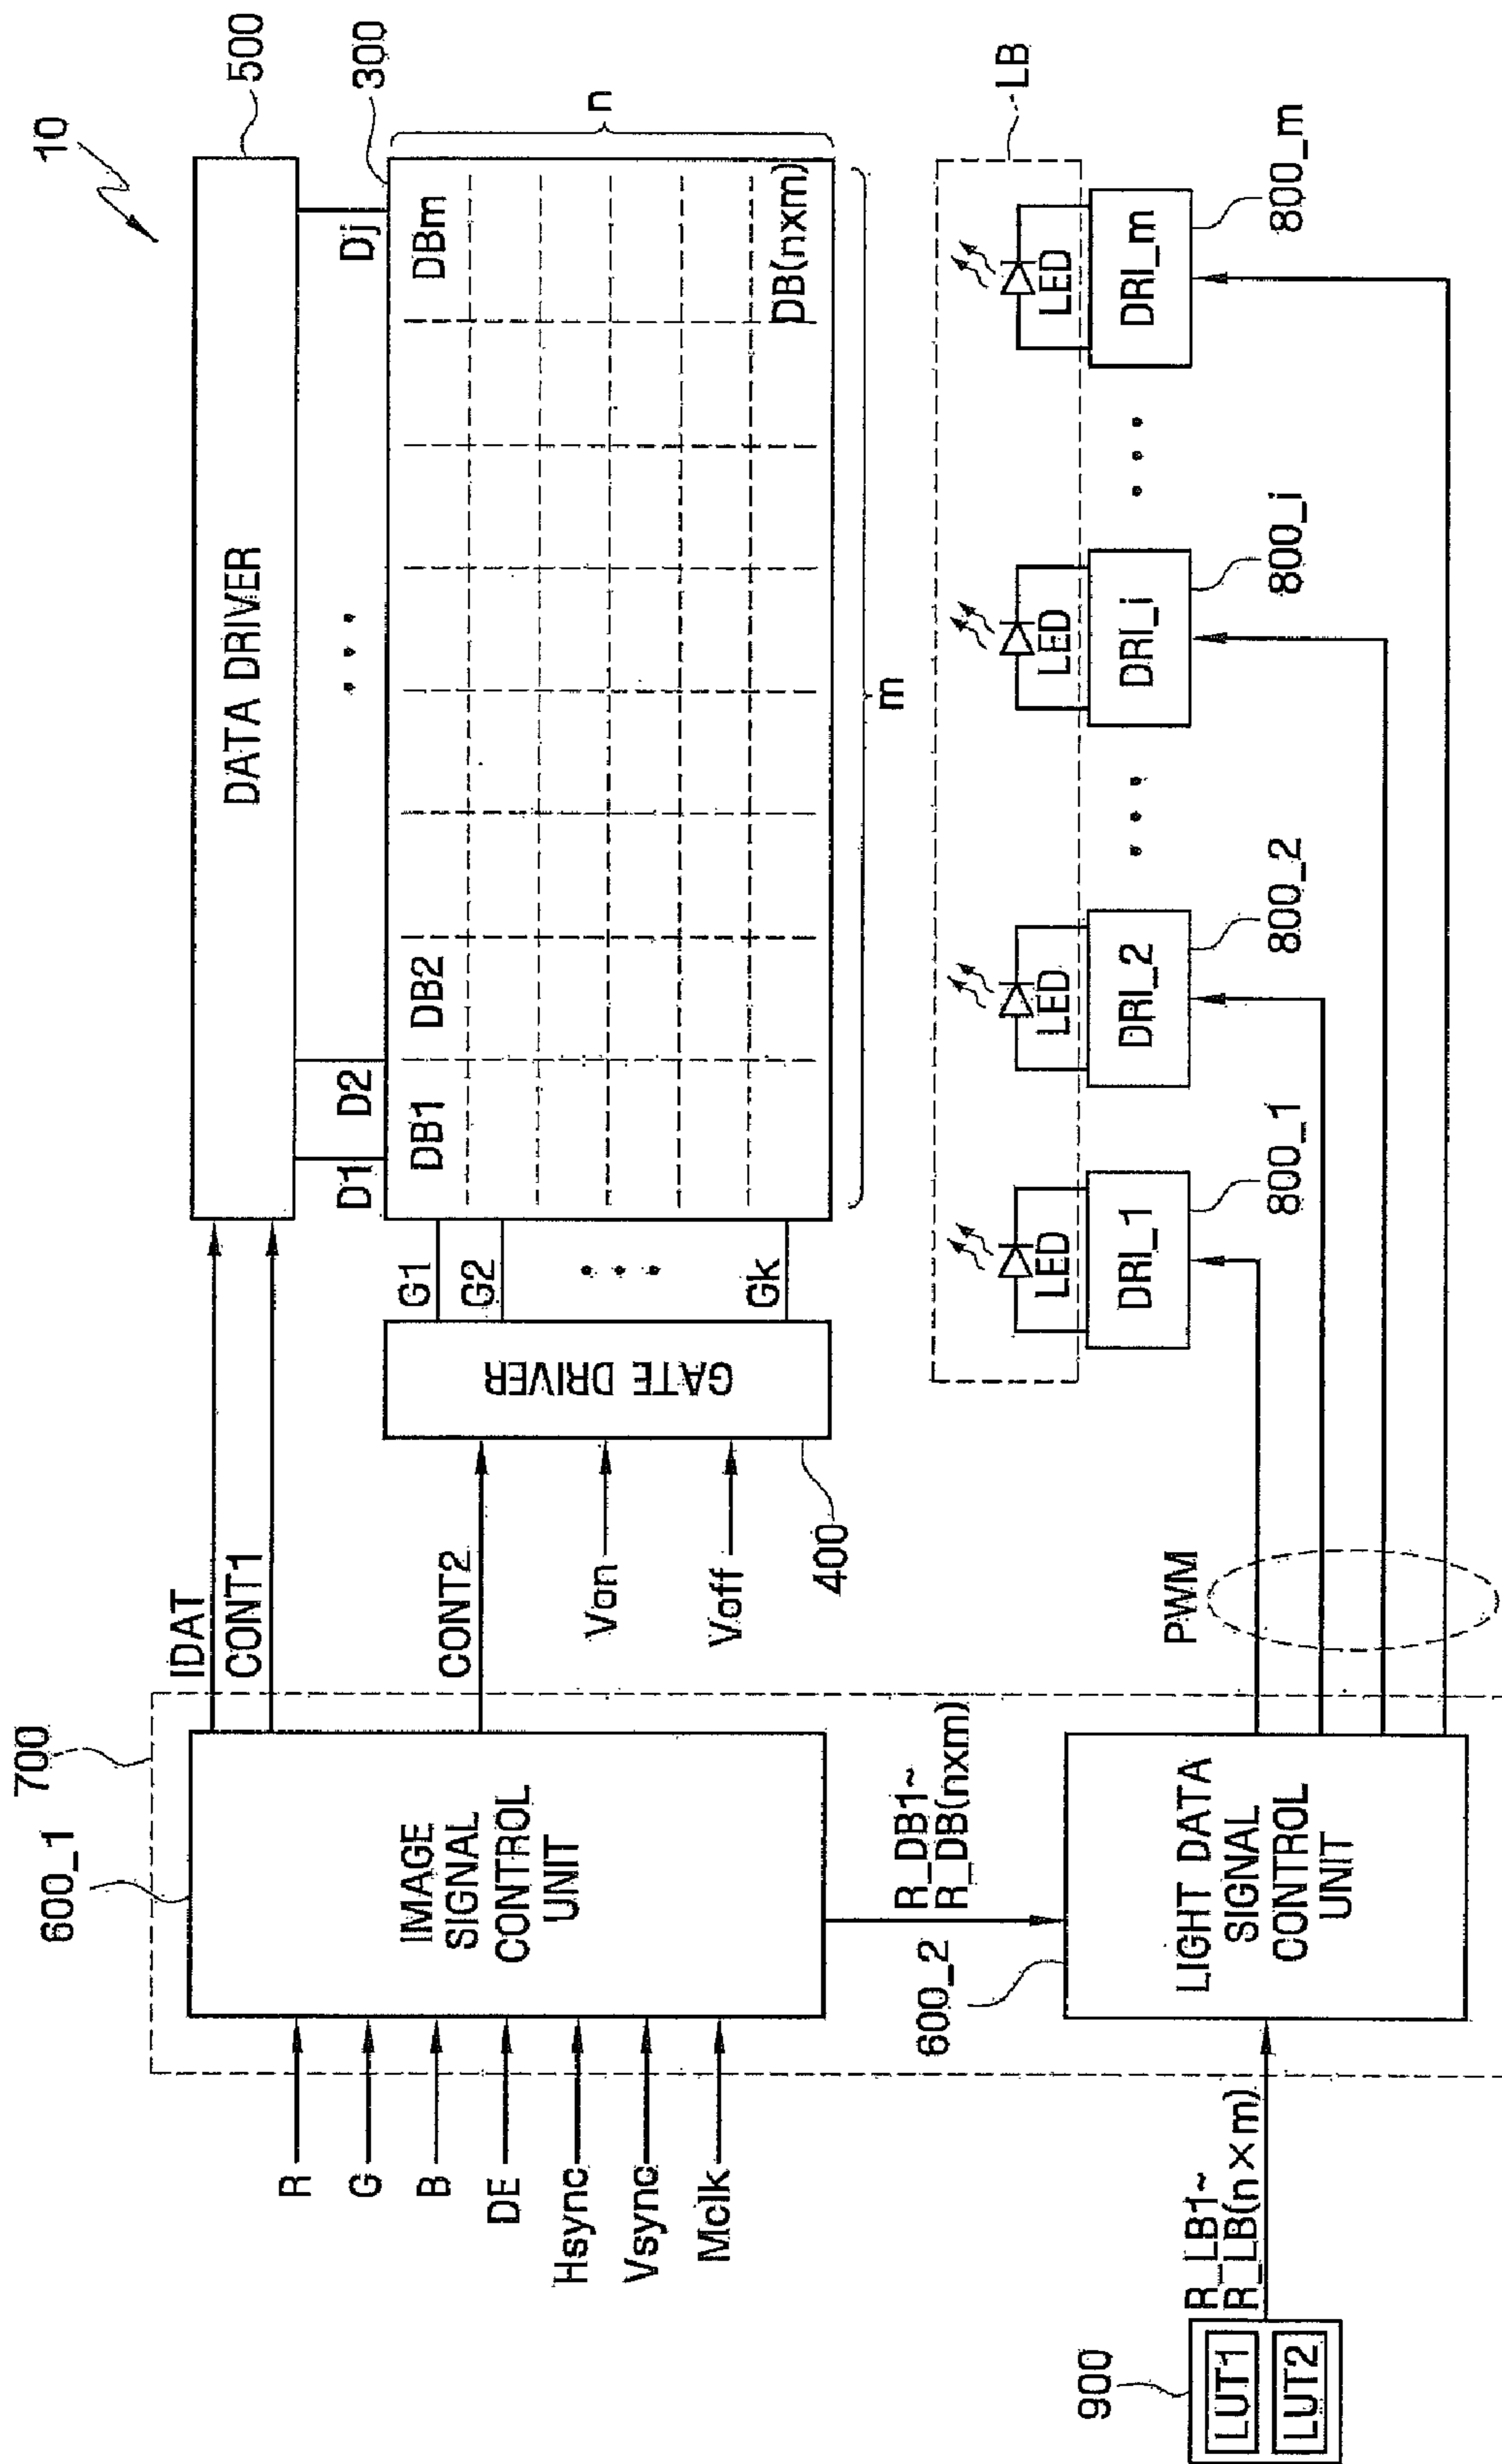 10
500
DATA DRIVER
D1
D2
Dj
300
DB1
DB2
DBm
DB(nxm)
n
m
G1
G2
Gk
GATE DRIVER
400
IDAT
CONT1
CONT2
Von
Voff
700
600_1
IMAGE
SIGNAL
CONTROL
UNIT
R
G
B
DE
Hsync
Vsync
Mclk
R_DB1~
R_DB(nxm)
600_2
LIGHT DATA
SIGNAL
CONTROL
UNIT
R_LB1~
R_LB(n×m)
900
LUT1
LUT2
PWM
LB
LED
LED
LED
LED
DRI_1
DRI_2
DRI_i
DRI_m
800_1
800_2
800_i
800_m